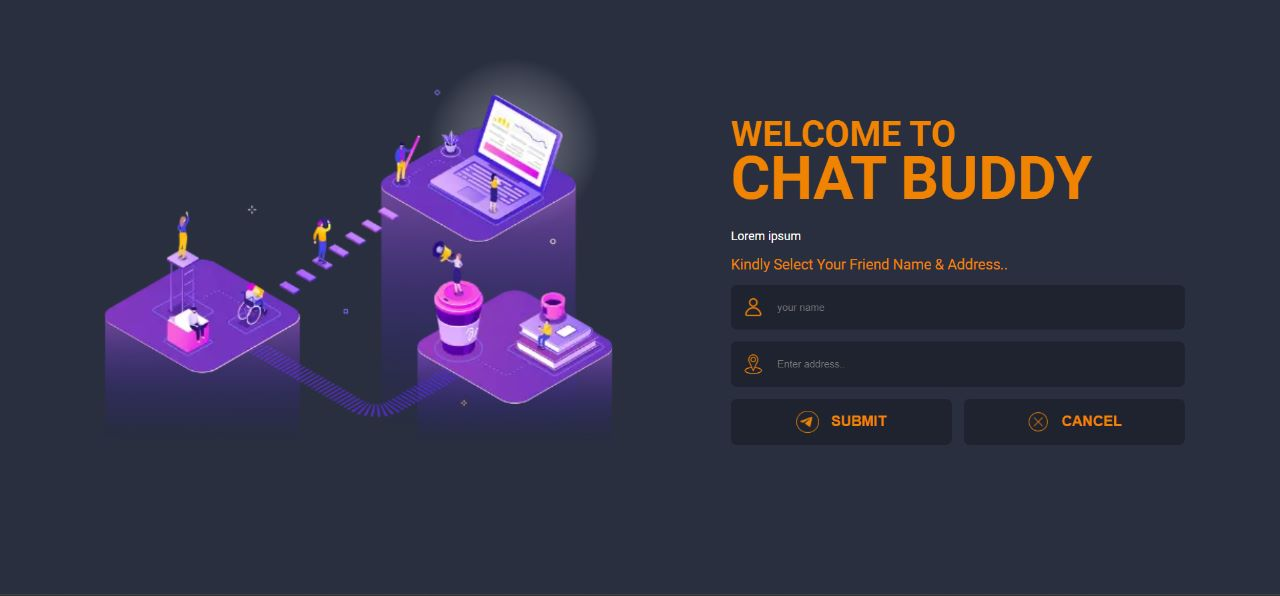 WELCOME TO
CHAT BUDDY
Lorem ipsum
Kindly Select Your Friend Name & Address..
your name
Enter address..
SUBMIT
CANCEL